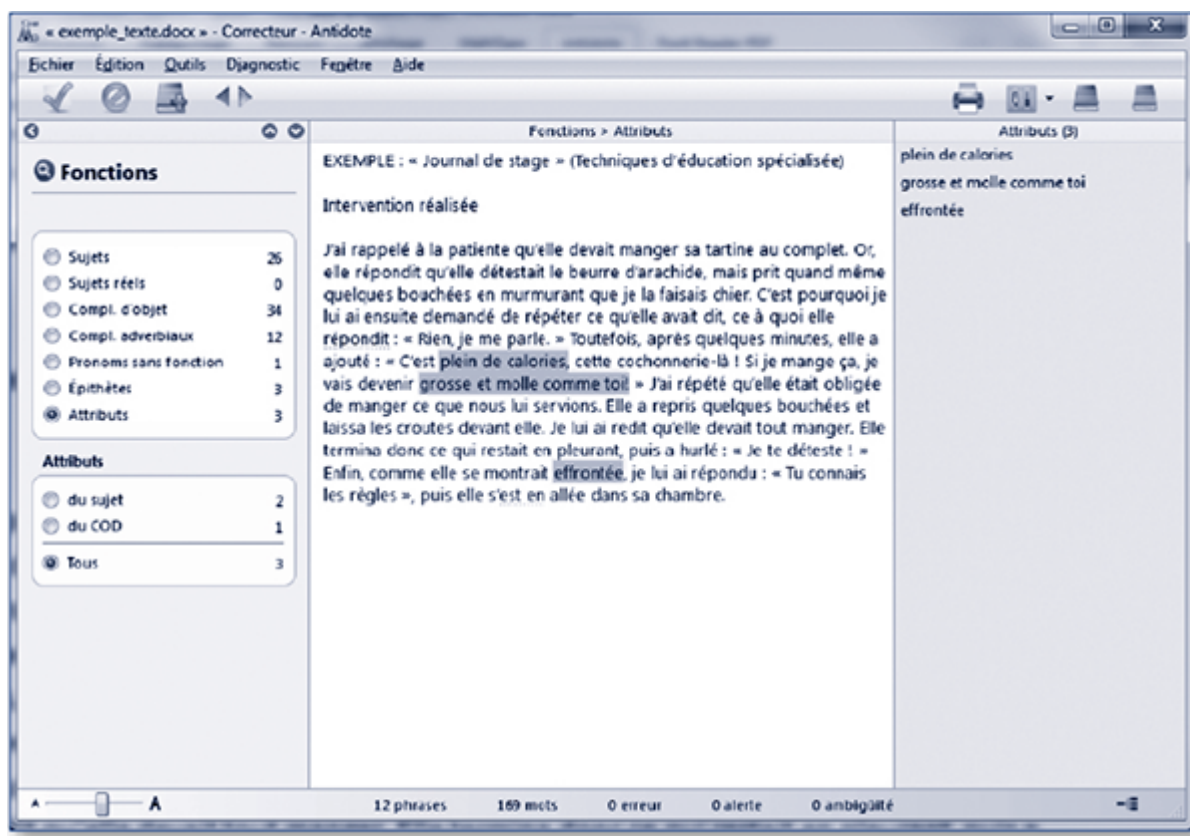 « exemple_texte.docx » - Correcteur - Antidote
Fichier Édition Outils Diagnostic Fenêtre Aide
Fonctions > Attributs
Attributs (3)
Fonctions
Sujets 26
Sujets réels 0
Compl. d'objet 34
Compl. adverbiaux 12
Pronoms sans fonction 1
Épithètes 3
Attributs 3
Attributs
du sujet 2
du COD 1
Tous 3
EXEMPLE : « Journal de stage » (Techniques d'éducation spécialisée)
Intervention réalisée
J'ai rappelé à la patiente qu'elle devait manger sa tartine au complet. Or,
elle répondit qu'elle détestait le beurre d'arachide, mais prit quand même
quelques bouchées en murmurant que je la faisais chier. C'est pourquoi je
lui ai ensuite demandé de répéter ce qu'elle avait dit, ce à quoi elle
répondit : « Rien, je me parle. » Toutefois, après quelques minutes, elle a
ajouté : « C'est plein de calories, cette cochonnerie-là ! Si je mange ça, je
vais devenir grosse et molle comme toi! » J'ai répété qu'elle était obligée
de manger ce que nous lui servions. Elle a repris quelques bouchées et
laissa les croutes devant elle. Je lui ai redit qu'elle devait tout manger. Elle
termina donc ce qui restait en pleurant, puis a hurlé : « Je te déteste ! »
Enfin, comme elle se montrait effrontée, je lui ai répondu : « Tu connais
les règles », puis elle s'est en allée dans sa chambre.
plein de calories
grosse et molle comme toi
effrontée
A A
12 phrases 169 mots 0 erreur 0 alerte 0 ambigüité